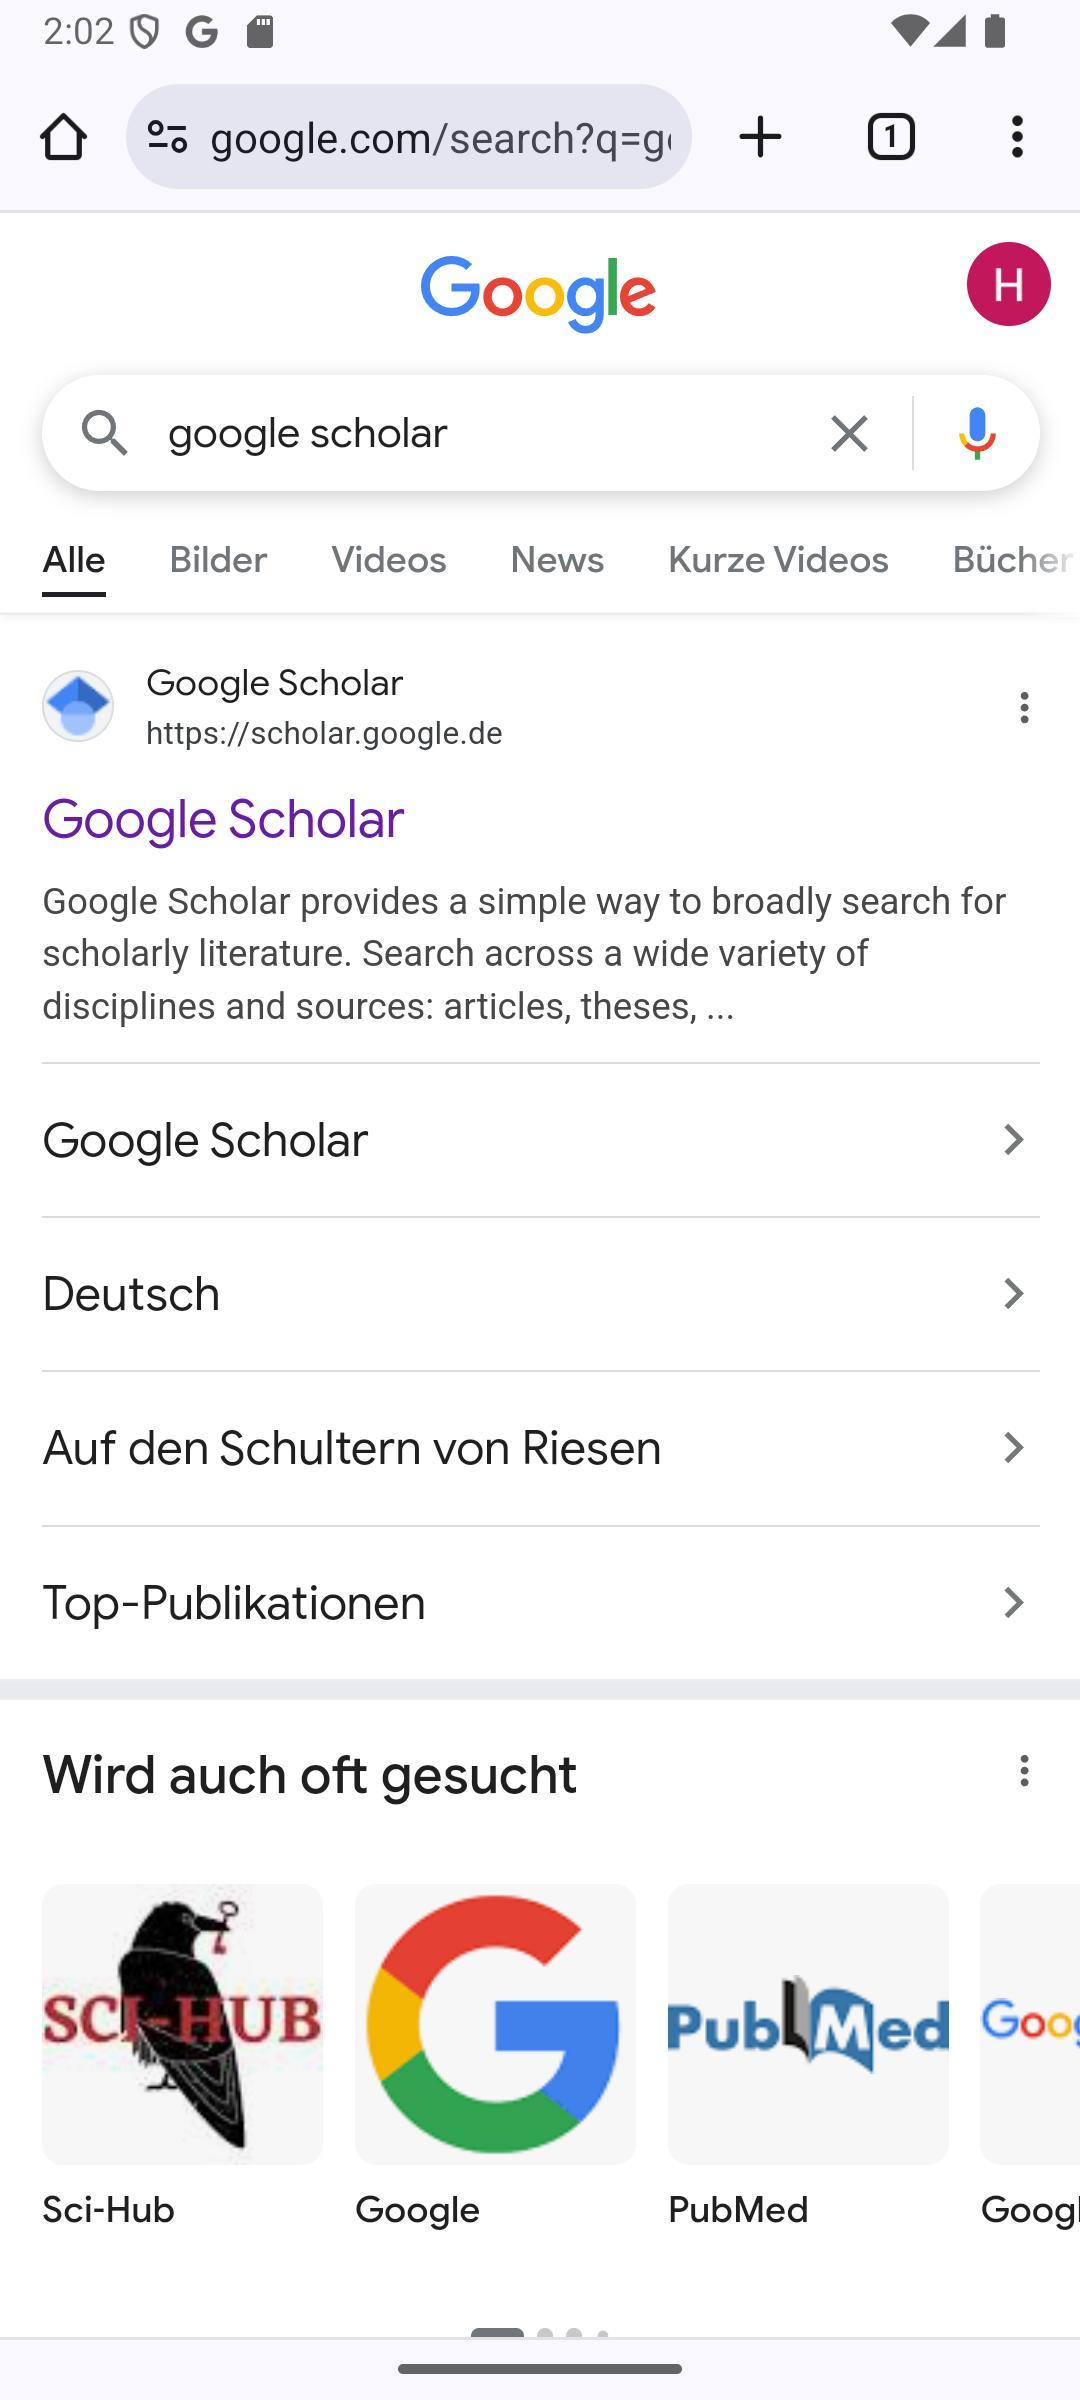 2:02
google.com/search?q=g
1
Google
H
google scholar
Alle Bilder Videos News Kurze Videos Bücher
Google Scholar
https://scholar.google.de
Google Scholar
Google Scholar provides a simple way to broadly search for
scholarly literature. Search across a wide variety of
disciplines and sources: articles, theses, ...
Google Scholar
Deutsch
Auf den Schultern von Riesen
Top-Publikationen
Wird auch oft gesucht
SCI-HUB
PubMed
Goog
Sci-Hub
Google
PubMed
Googl